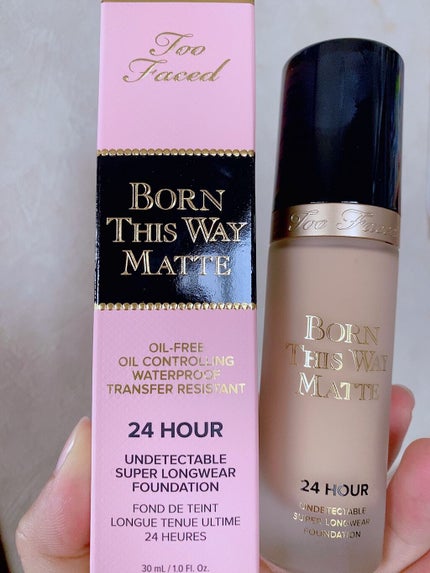 Too
Faced
BORN
THIS WAY
MATTE
OIL-FREE
OIL CONTROLLING
WATERPROOF
TRANSFER RESISTANT
24 HOUR
UNDETECTABLE
SUPER LONGWEAR
FOUNDATION
FOND DE TEINT
LONGUE TENUE ULTIME
24 HEURES
30 ml / 1.0 Fl. Oz.
Too Faced
BORN
THIS WAY
MATTE
24 HOUR
UNDETECTABLE
SUPER LONGWEAR
FOUNDATION